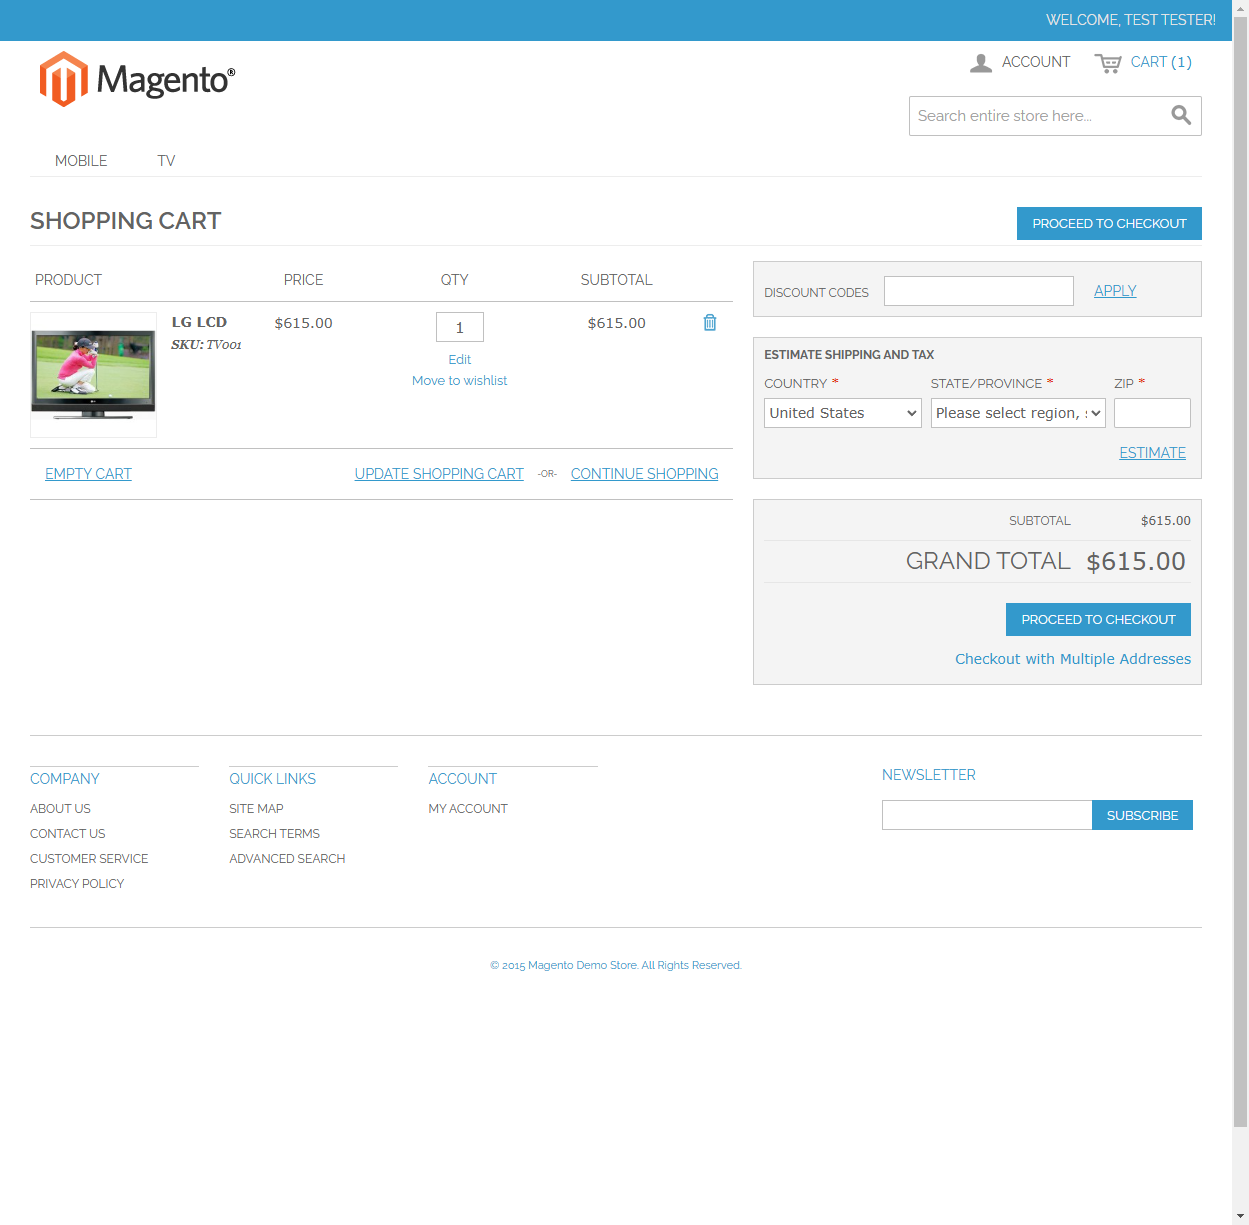 WELCOME, TEST TESTER!
Magento®
ACCOUNT
CART (1)
Search entire store here...
MOBILE
TV
SHOPPING CART
PROCEED TO CHECKOUT
PRODUCT
PRICE
QTY
SUBTOTAL
LG LCD
SKU: TV001
$615.00
1
Edit
Move to wishlist
$615.00
EMPTY CART
UPDATE SHOPPING CART
-OR-
CONTINUE SHOPPING
DISCOUNT CODES
APPLY
ESTIMATE SHIPPING AND TAX
COUNTRY *
STATE/PROVINCE *
ZIP *
United States
Please select region, s
ESTIMATE
SUBTOTAL
$615.00
GRAND TOTAL
$615.00
PROCEED TO CHECKOUT
Checkout with Multiple Addresses
COMPANY
ABOUT US
CONTACT US
CUSTOMER SERVICE
PRIVACY POLICY
QUICK LINKS
SITE MAP
SEARCH TERMS
ADVANCED SEARCH
ACCOUNT
MY ACCOUNT
NEWSLETTER
SUBSCRIBE
© 2015 Magento Demo Store. All Rights Reserved.